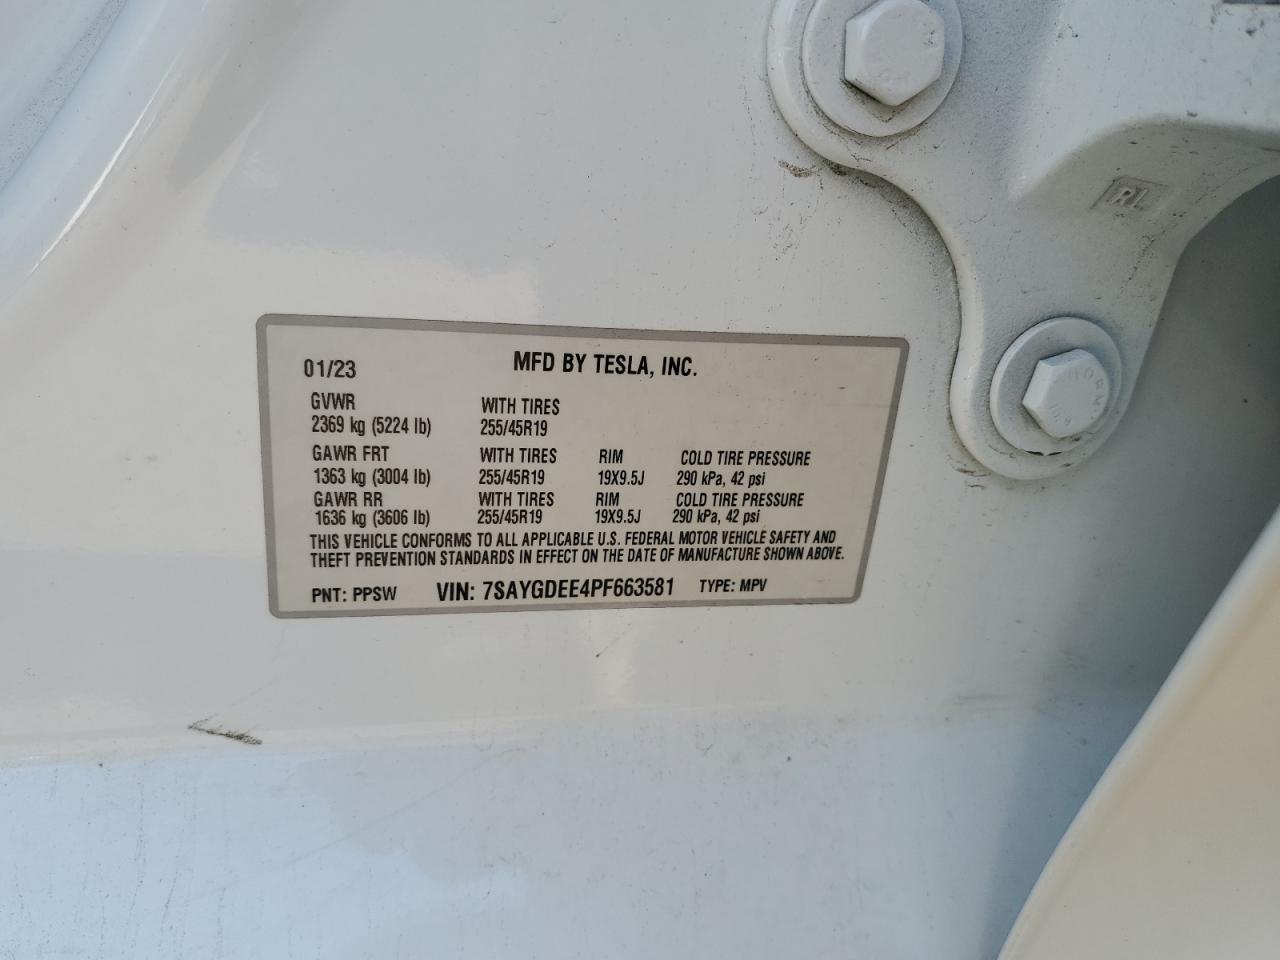 RL
01/23 MFD BY TESLA, INC.
GVWR WITH TIRES
2369 kg (5224 lb) 255/45R19
GAWR FRT WITH TIRES RIM COLD TIRE PRESSURE
1363 kg (3004 lb) 255/45R19 19X9.5J 290 kPa, 42 psi
GAWR RR WITH TIRES RIM COLD TIRE PRESSURE
1636 kg (3606 lb) 255/45R19 19X9.5J 290 kPa, 42 psi
THIS VEHICLE CONFORMS TO ALL APPLICABLE U.S. FEDERAL MOTOR VEHICLE SAFETY AND
THEFT PREVENTION STANDARDS IN EFFECT ON THE DATE OF MANUFACTURE SHOWN ABOVE.
PNT: PPSW VIN: 7SAYGDEE4PF663581 TYPE: MPV